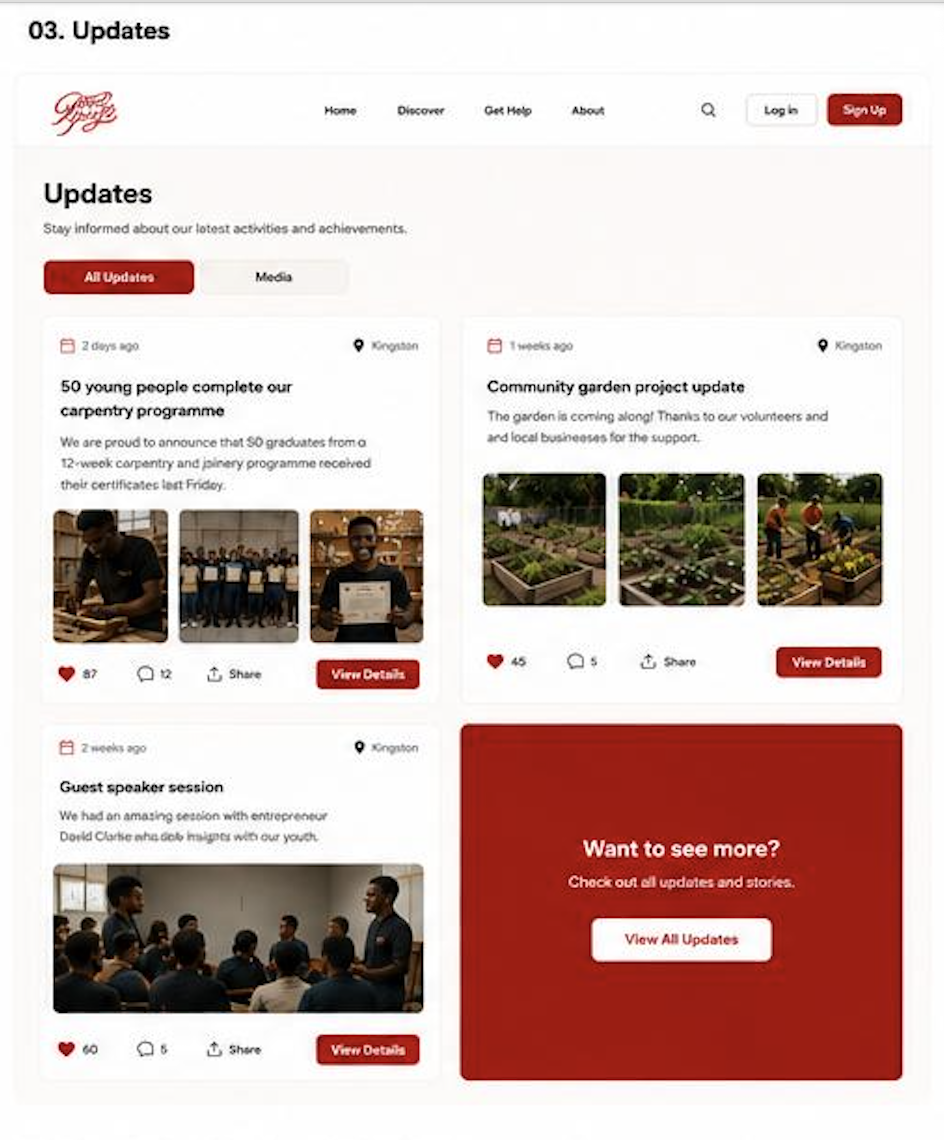 03. Updates
Home
Discover
Get Help
About
Log in
Sign Up
Updates
Stay informed about our latest activities and achievements.
All Updates
Media
2 days ago
Kingston
50 young people complete our
carpentry programme
We are proud to announce that 50 graduates from a
12-week carpentry and joinery programme received
their certificates last Friday.
87
12
Share
View Details
1 weeks ago
Kingston
Community garden project update
The garden is coming along! Thanks to our volunteers and
and local businesses for the support.
45
5
Share
View Details
2 weeks ago
Kingston
Guest speaker session
We had an amazing session with entrepreneur
David Clarke who insights with our youth.
60
5
Share
View Details
Want to see more?
Check out all updates and stories.
View All Updates